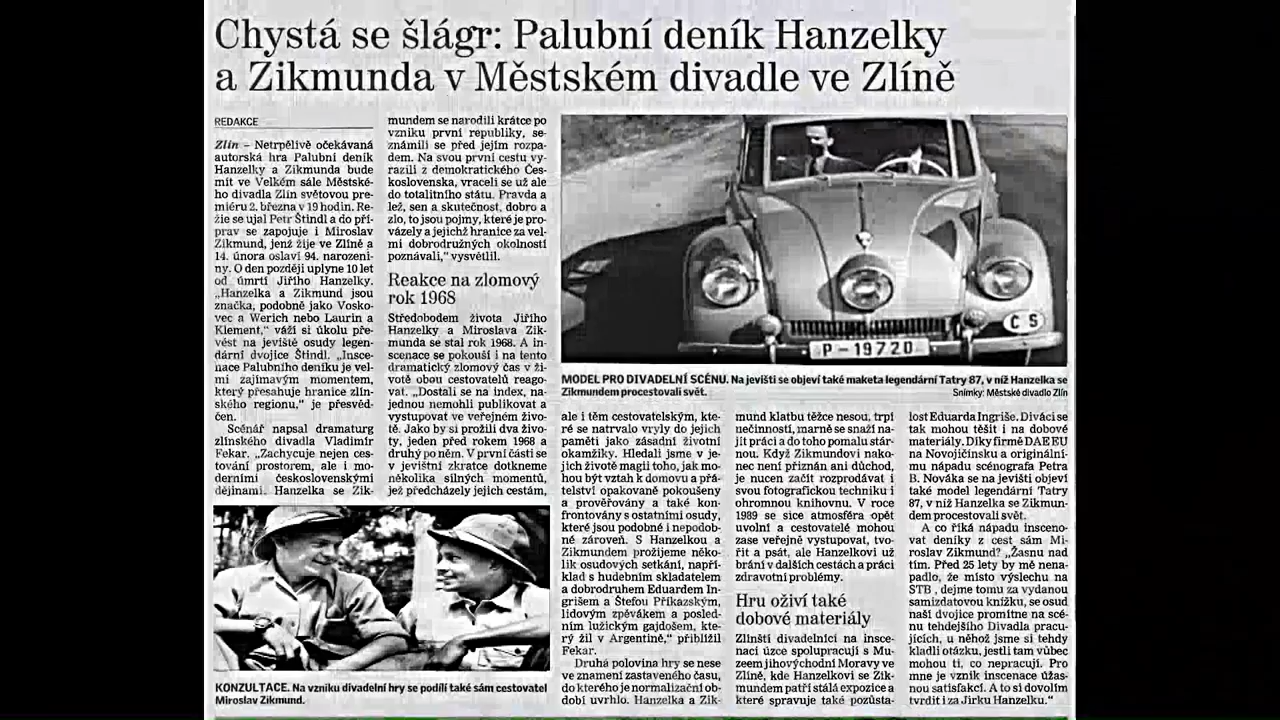 Chystá se šlágr: Palubní deník Hanzelky
a Zikmunda v Městském divadle ve Zlíně
REDAKCE
Zlín – Netrpělivě očekávaná
autorská hra Palubní deník
Hanzelky a Zikmunda bude
mít ve Velkém sále Městské-
ho divadla Zlín světovou pre-
miéru 2. března v 19 hodin. Re-
žie se ujal Petr Štindl a do pří-
prav se zapojuje i Miroslav
Zikmund, jenž žije ve Zlíně a
14. února oslaví 94. narozeni-
ny. O den později uplyne 10 let
od úmrtí Jiřího Hanzelky.
„Hanzelka a Zikmund jsou
značka, podobně jako Vosko-
vec a Werich nebo Laurin a
Klement,“ váží si úkolu pře-
vést na jeviště osudy legen-
dární dvojice Štindl. „Insce-
nace Palubního deníku je vel-
mi zajímavým momentem,
který přesahuje hranice zlín-
ského regionu,“ je přesvěd-
čen.
Scénář napsal dramaturg
zlínského divadla Vladimír
Fekar. „Zachycuje nejen ces-
tování prostorem, ale i mo-
derními československými
dějinami. Hanzelka se Zik-
mundem se narodili krátce po
vzniku první republiky, se-
známili se před jejím rozpa-
dem. Na svou první cestu vy-
razili z demokratického Čes-
koslovenska, vraceli se už ale
do totalitního státu. Pravda a
lež, sen a skutečnost, dobro a
zlo, to jsou pojmy, které je pro-
vázely a jejichž hranice za vel-
mi dobrodružných okolností
poznávali,“ vysvětlil.
Reakce na zlomový
rok 1968
Středobodem života Jiřího
Hanzelky a Miroslava Zik-
munda se stal rok 1968. A in-
scenace se pokouší i na tento
dramatický zlomový čas v ži-
votě obou cestovatelů reago-
vat. „Dostali se na index, na-
jednou nemohli publikovat a
vystupovat ve veřejném živo-
tě. Jako by si prožili dva živo-
ty, jeden před rokem 1968 a
druhý po něm. V první části se
v jevištní zkratce dotkneme
několika silných momentů,
jež předcházely jejich cestám,
P-19720
CS
MODEL PRO DIVADELNÍ SCÉNU. Na jevišti se objeví také maketa legendární Tatry 87, v níž Hanzelka se
Zikmundem procestovali svět.
Snímky: Městské divadlo Zlín
ale i těm cestovatelským, kte-
ré se natrvalo vryly do jejich
paměti jako zásadní životní
okamžiky. Hledali jsme v je-
jich životě magii toho, jak mo-
hou být vztah k domovu a přá-
telství opakovaně pokoušeny
a prověřovány a také kon-
frontovány s ostatními osudy,
které jsou podobné i nepodob-
né zároveň. S Hanzelkou a
Zikmundem prožijeme něko-
lik osudových setkání, napří-
klad s hudebním skladatelem
a dobrodruhem Eduardem In-
grišem a Štefou Příkazským,
lidovým zpěvákem a posled-
ním lužickým gajdošem, kte-
rý žil v Argentině,“ přiblížil
Fekar.
Druhá polovina hry se nese
ve znamení zastaveného času,
do kterého je normalizační ob-
dobí uvrhlo. Hanzelka a Zik-
mund klatbu těžce nesou, trpí
nečinností, marně se snaží na-
jít práci a do toho pomalu stár-
nou. Když Zikmundovi nako-
nec není přiznán ani důchod,
je nucen začít rozprodávat i
svou fotografickou techniku i
ohromnou knihovnu. V roce
1989 se sice atmosféra opět
uvolní a cestovatelé mohou
zase veřejně vystupovat, tvo-
řit a psát, ale Hanzelkovi už
brání v dalších cestách a práci
zdravotní problémy.
Hru oživí také
dobové materiály
Zlínští divadelníci na insce-
naci úzce spolupracují s Mu-
zeem jihovýchodní Moravy ve
Zlíně, kde Hanzelkovi se Zik-
mundem patří stálá expozice a
které spravuje také pozůsta-
lost Eduarda Ingriše. Diváci se
tak mohou těšit i na dobové
materiály. Díky firmě DAE EU
na Novojičínsku a originální-
mu nápadu scénografa Petra
B. Nováka se na jevišti objeví
také model legendární Tatry
87, v níž Hanzelka se Zikmun-
dem procestovali svět.
A co říká nápadu insceno-
vat deníky z cest sám Mi-
roslav Zikmund? „Žasnu nad
tím. Před 25 lety by mě nena-
padlo, že místo výslechu na
STB , dejme tomu za vydanou
samizdatovou knížku, se osud
naší dvojice promítne na scé-
nu tehdejšího Divadla pracu-
jících, u něhož jsme si tehdy
kladli otázku, jestli tam vůbec
mohou ti, co nepracují. Pro
mne je vznik inscenace úžas-
nou satisfakcí. A to si dovolím
tvrdit i za Jirku Hanzelku.“
KONZULTACE. Na vzniku divadelní hry se podílí také sám cestovatel
Miroslav Zikmund.